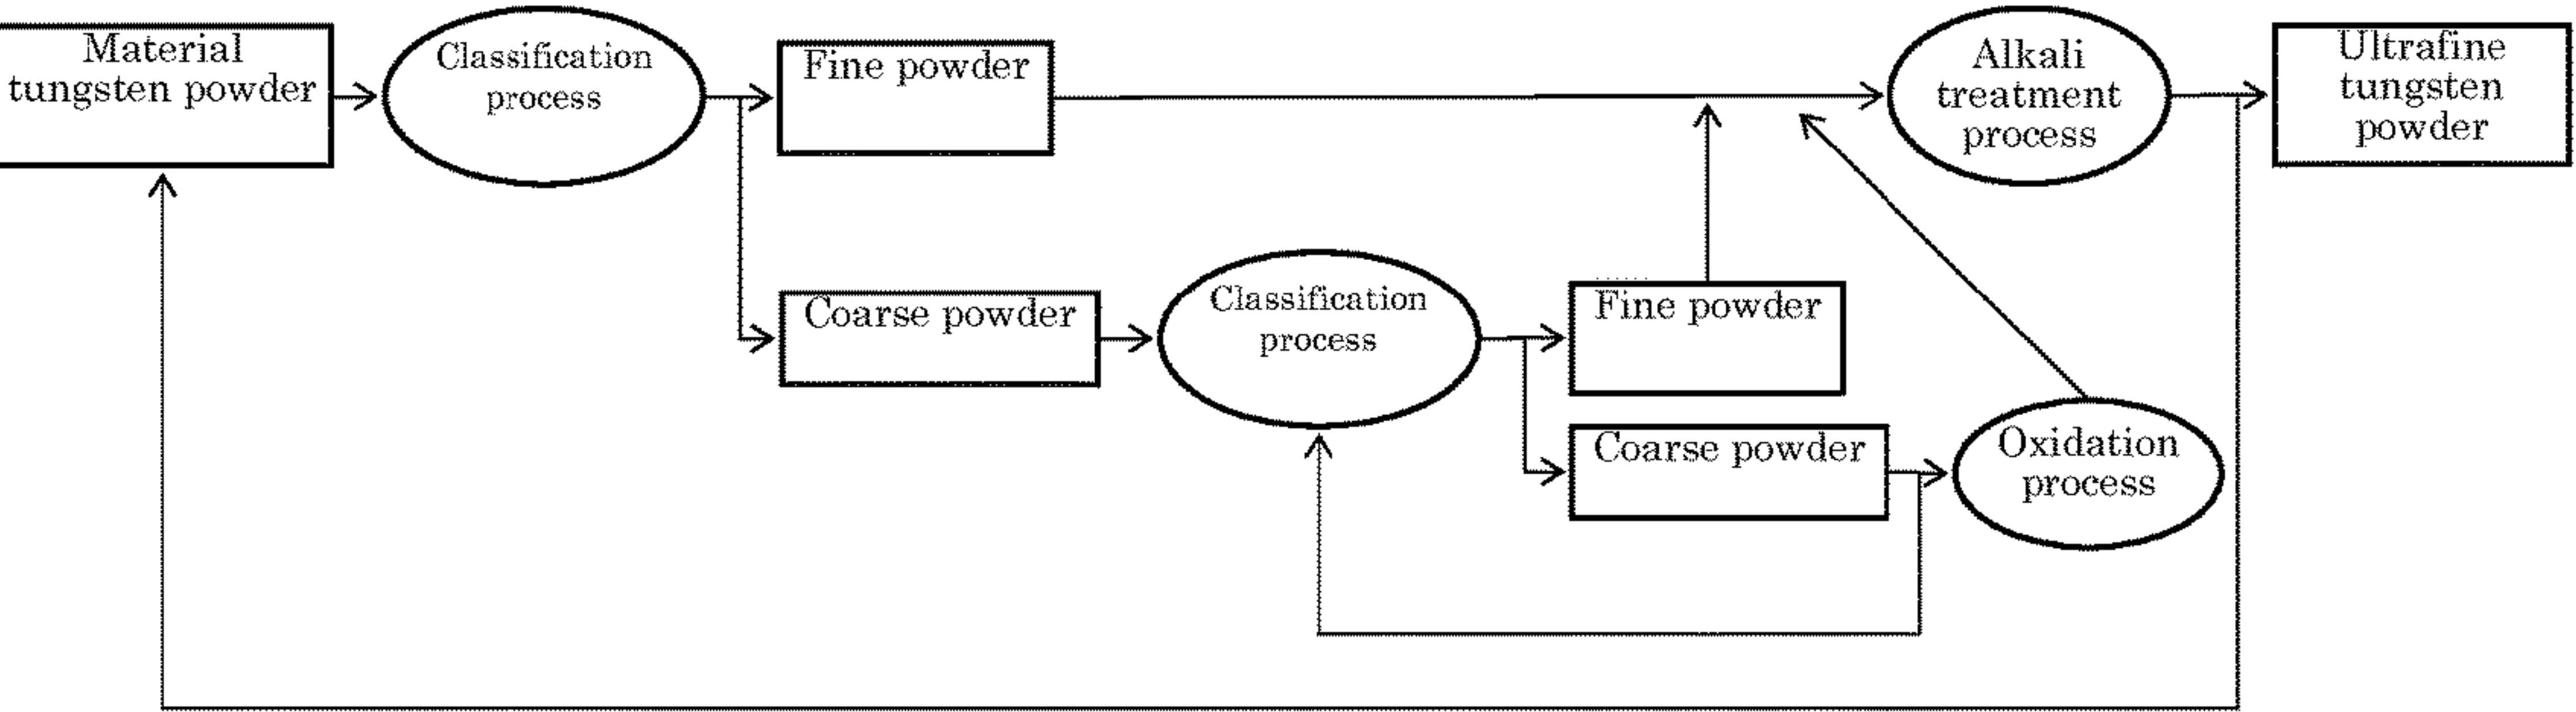 Material
tungsten powder
Classification
process
Fine powder
Alkali
treatment
process
Ultrafine
tungsten
powder
Coarse powder
Classification
process
Fine powder
Coarse powder
Oxidation
process